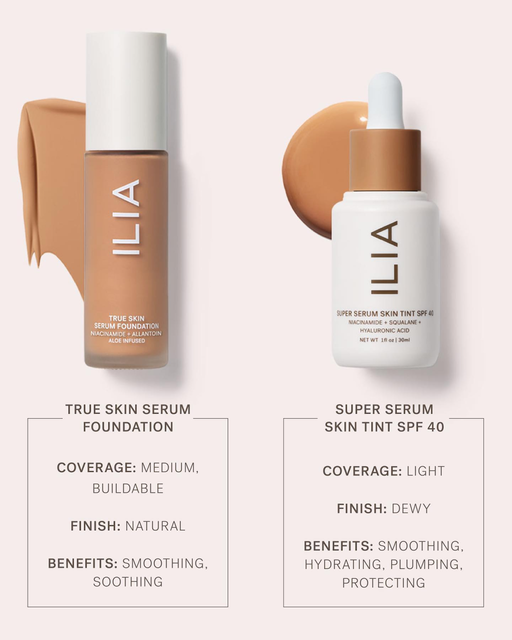 ILIA
TRUE SKIN
SERUM FOUNDATION
NIACINAMIDE + ALLANTOIN
ALOE INFUSED
ILIA
SUPER SERUM SKIN TINT SPF 40
NIACINAMIDE + SQUALANE +
HYALURONIC ACID
NET WT 1fl oz | 30ml
TRUE SKIN SERUM
FOUNDATION
COVERAGE: MEDIUM,
BUILDABLE
FINISH: NATURAL
BENEFITS: SMOOTHING,
SOOTHING
SUPER SERUM
SKIN TINT SPF 40
COVERAGE: LIGHT
FINISH: DEWY
BENEFITS: SMOOTHING,
HYDRATING, PLUMPING,
PROTECTING